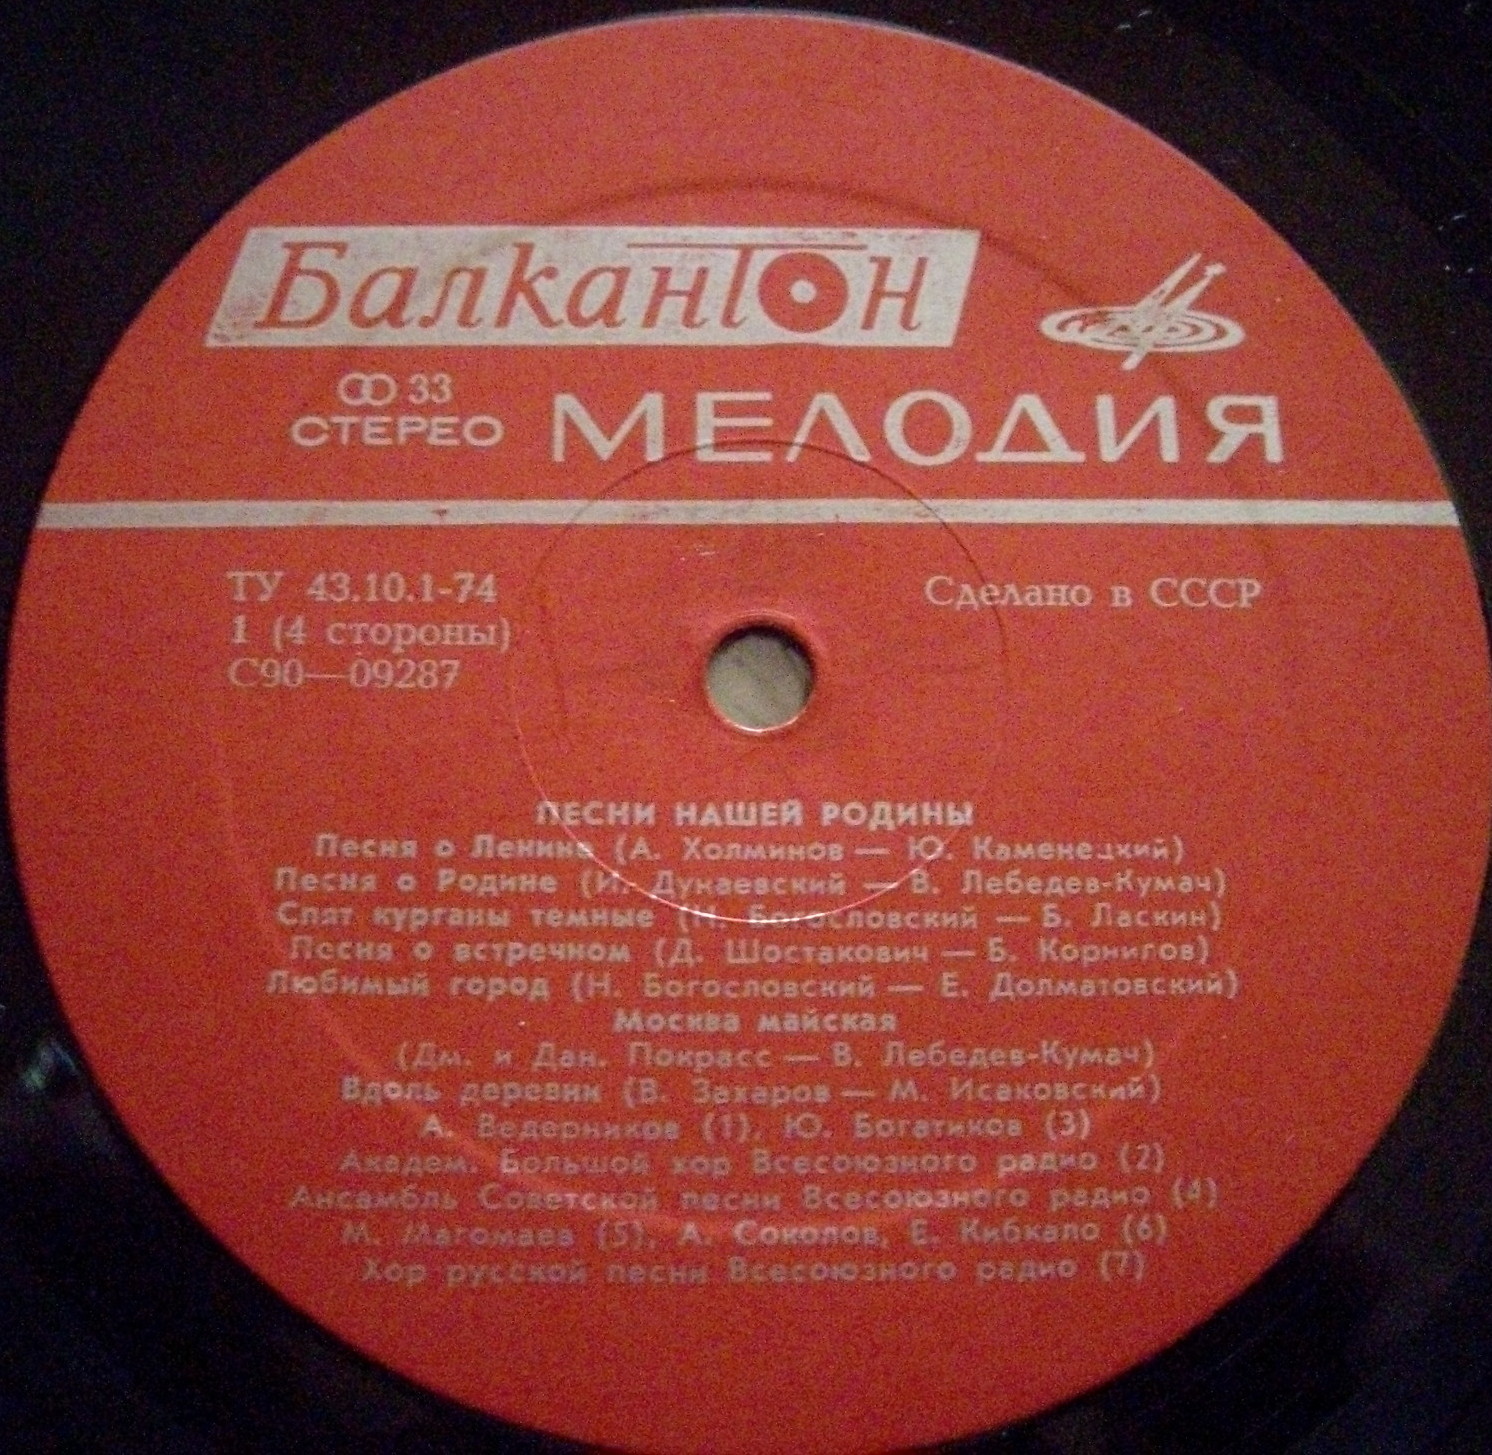 Балкантон
33
СТЕРЕО
МЕЛОДИЯ
ТУ 43.10.1-74
Сделано в СССР
1 (4 стороны)
С90—09287
ПЕСНИ НАШЕЙ РОДИНЫ
Песня о Ленине (А. Холминов — Ю. Каменецкий)
Песня о Родине (И. Дунаевский — В. Лебедев-Кумач)
Спят курганы темные (Н. Богословский — Б. Ласкин)
Песня о встречном (Д. Шостакович — Б. Корнигов)
Любимый город (Н. Богословский — Е. Долматовский)
Москва майская
(Дм. и Дан. Покрасс — В. Лебедев-Кумач)
Вдоль деревни (В. Захаров — М. Исаковский)
А. Ведерников (1), Ю. Богатиков (3)
Академ. Большой хор Всесоюзного радио (2)
Ансамбль Советской песни Всесоюзного радио (4)
М. Магомаев (5), А. Соколов, Е. Кибкало (6)
Хор русской песни Всесоюзного радио (7)